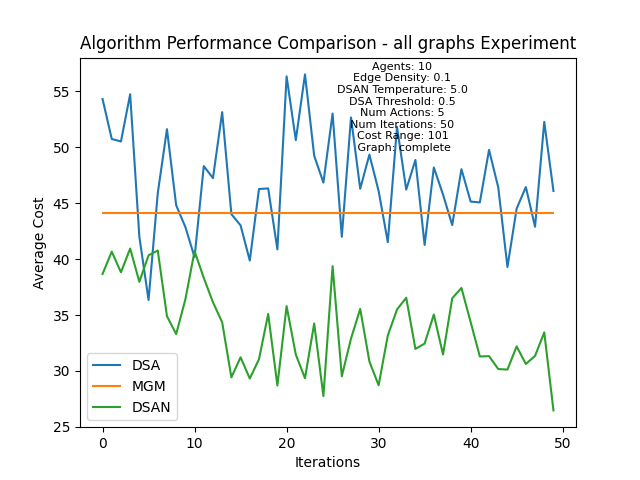 Algorithm Performance Comparison - all graphs Experiment
Agents: 10
Edge Density: 0.1
DSAN Temperature: 5.0
DSA Threshold: 0.5
Num Actions: 5
Num Iterations: 50
Cost Range: 101
Graph: complete
Average Cost
55
50
45
40
35
30
25
DSA
MGM
DSAN
0
10
20
30
40
50
Iterations